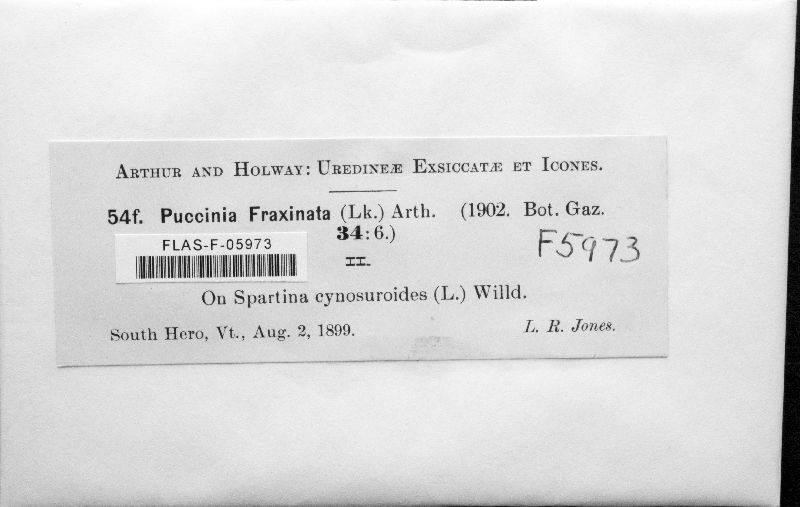 ARTHUR AND HOLWAY: UREDINEÆ EXSICCATÆ ET ICONES.
54f. Puccinia Fraxinata (Lk.) Arth. (1902. Bot. Gaz.
34:6.)
FLAS-F-05973
F5973
II.
On Spartina cynosuroides (L.) Willd.
South Hero, Vt., Aug. 2, 1899. L. R. Jones.